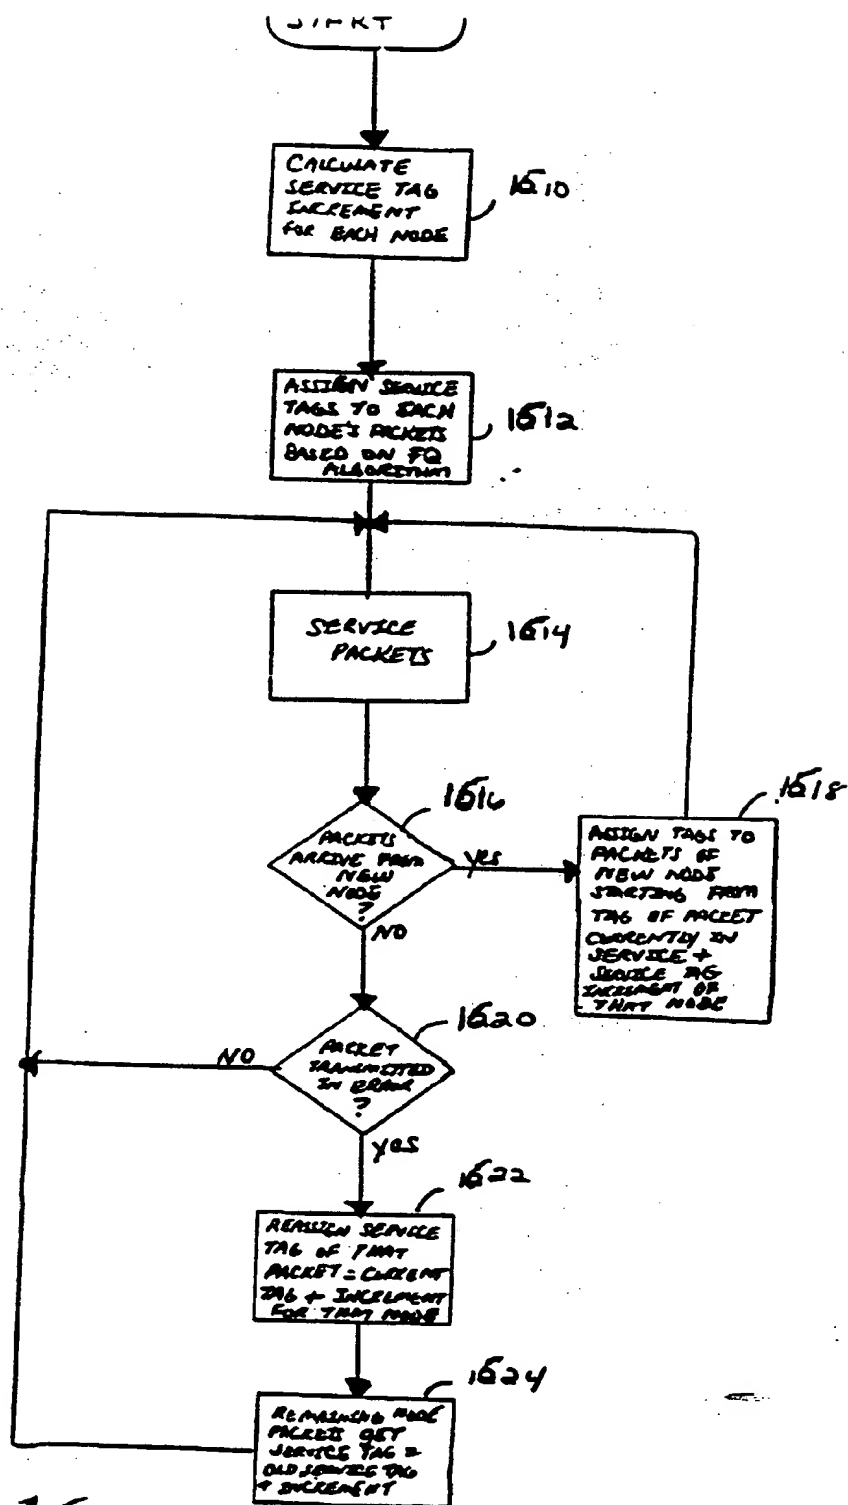 START
CALCULATE
SERVICE TAG
INCREMENT
FOR EACH NODE
1510
ASSIGN SERVICE
TAGS TO EACH
NODE'S PACKETS
BASED ON FQ
ALGORITHM
1512
SERVICE
PACKETS
1514
PACKETS
ARRIVE FROM
NEW
NODE
?
1516
yes
NO
ASSIGN TAGS TO
PACKETS OF
NEW NODE
STARTING FROM
TAG OF PACKET
CURRENTLY IN
SERVICE +
SERVICE TAG
INCREMENT OF
THAT NODE
1518
PACKET
TRANSMITTED
IN ERROR
?
1520
NO
yes
REASSIGN SERVICE
TAG OF THAT
PACKET = CURRENT
TAG + INCREMENT
FOR THAT NODE
1522
REMAINING NODE
PACKETS GET
SERVICE TAG =
OLD SERVICE TAG
+ INCREMENT
1524